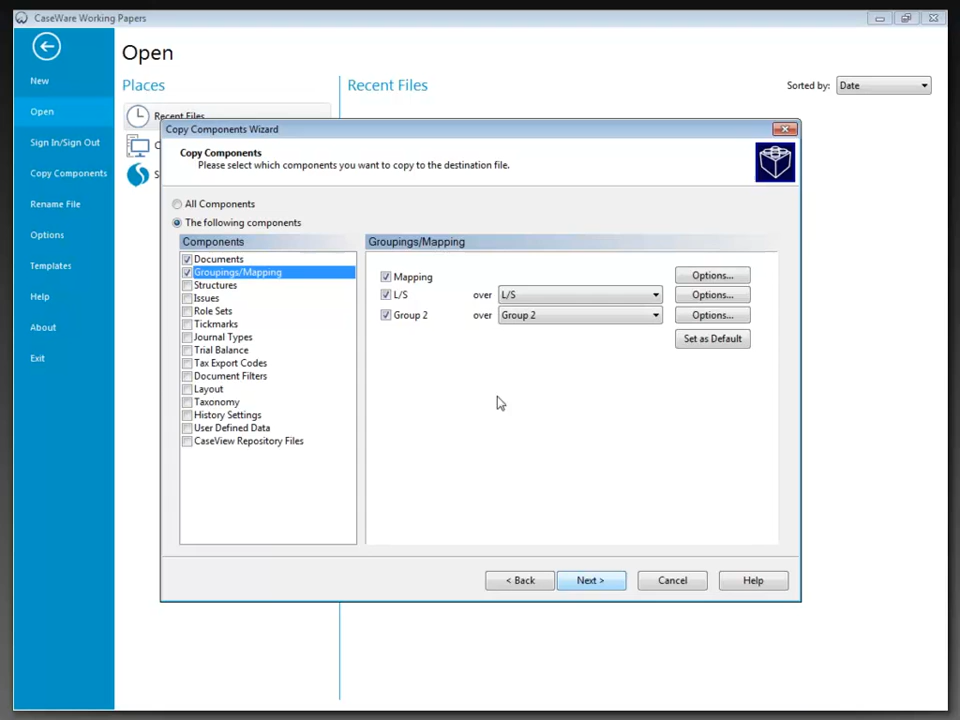 CaseWare Working Papers
Open
New
Open
Sign In/Sign Out
Copy Components
Rename File
Options
Templates
Help
About
Exit
Places
Recent Files
Recent Files
Sorted by:
Date
Copy Components Wizard
Copy Components
Please select which components you want to copy to the destination file.
All Components
The following components
Components
Documents
Groupings/Mapping
Structures
Issues
Role Sets
Tickmarks
Journal Types
Trial Balance
Tax Export Codes
Document Filters
Layout
Taxonomy
History Settings
User Defined Data
CaseView Repository Files
Groupings/Mapping
Mapping Options...
L/S over L/S Options...
Group 2 over Group 2 Options...
Set as Default
< Back Next > Cancel Help